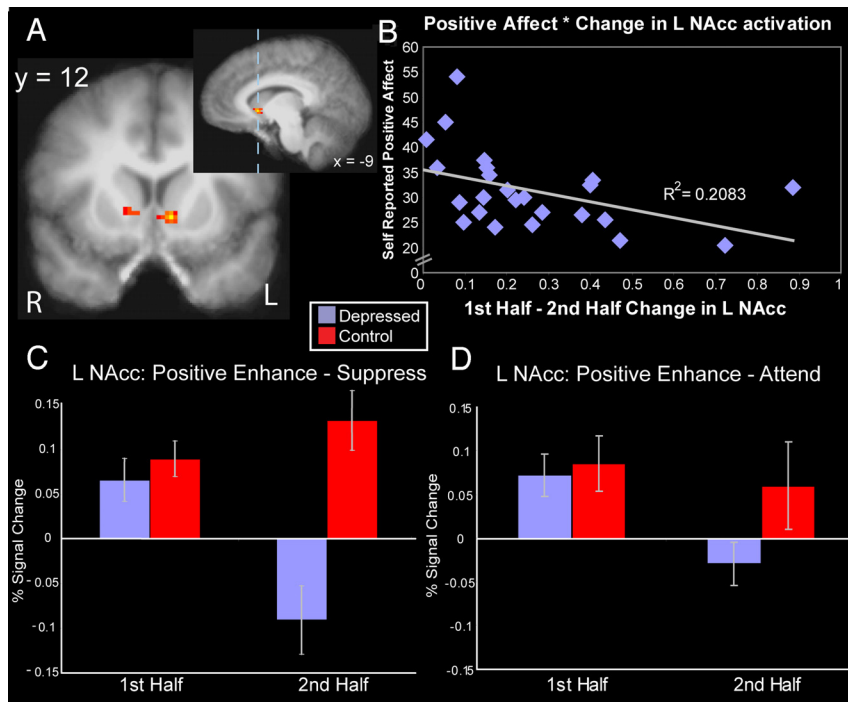 A
y = 12
x = -9
R
L
B
Positive Affect * Change in L NAcc activation
Self Reported Positive Affect
60
55
50
45
40
35
30
25
20
0
R²= 0.2083
0 0.1 0.2 0.3 0.4 0.5 0.6 0.7 0.8 0.9 1
1st Half - 2nd Half Change in L NAcc
Depressed
Control
C
L NAcc: Positive Enhance - Suppress
% Signal Change
0.15
0.1
0.05
0
-0.05
-0.1
-0.15
1st Half 2nd Half
D
L NAcc: Positive Enhance - Attend
% Signal Change
0.15
0.1
0.05
0
-0.05
-0.1
-0.15
1st Half 2nd Half